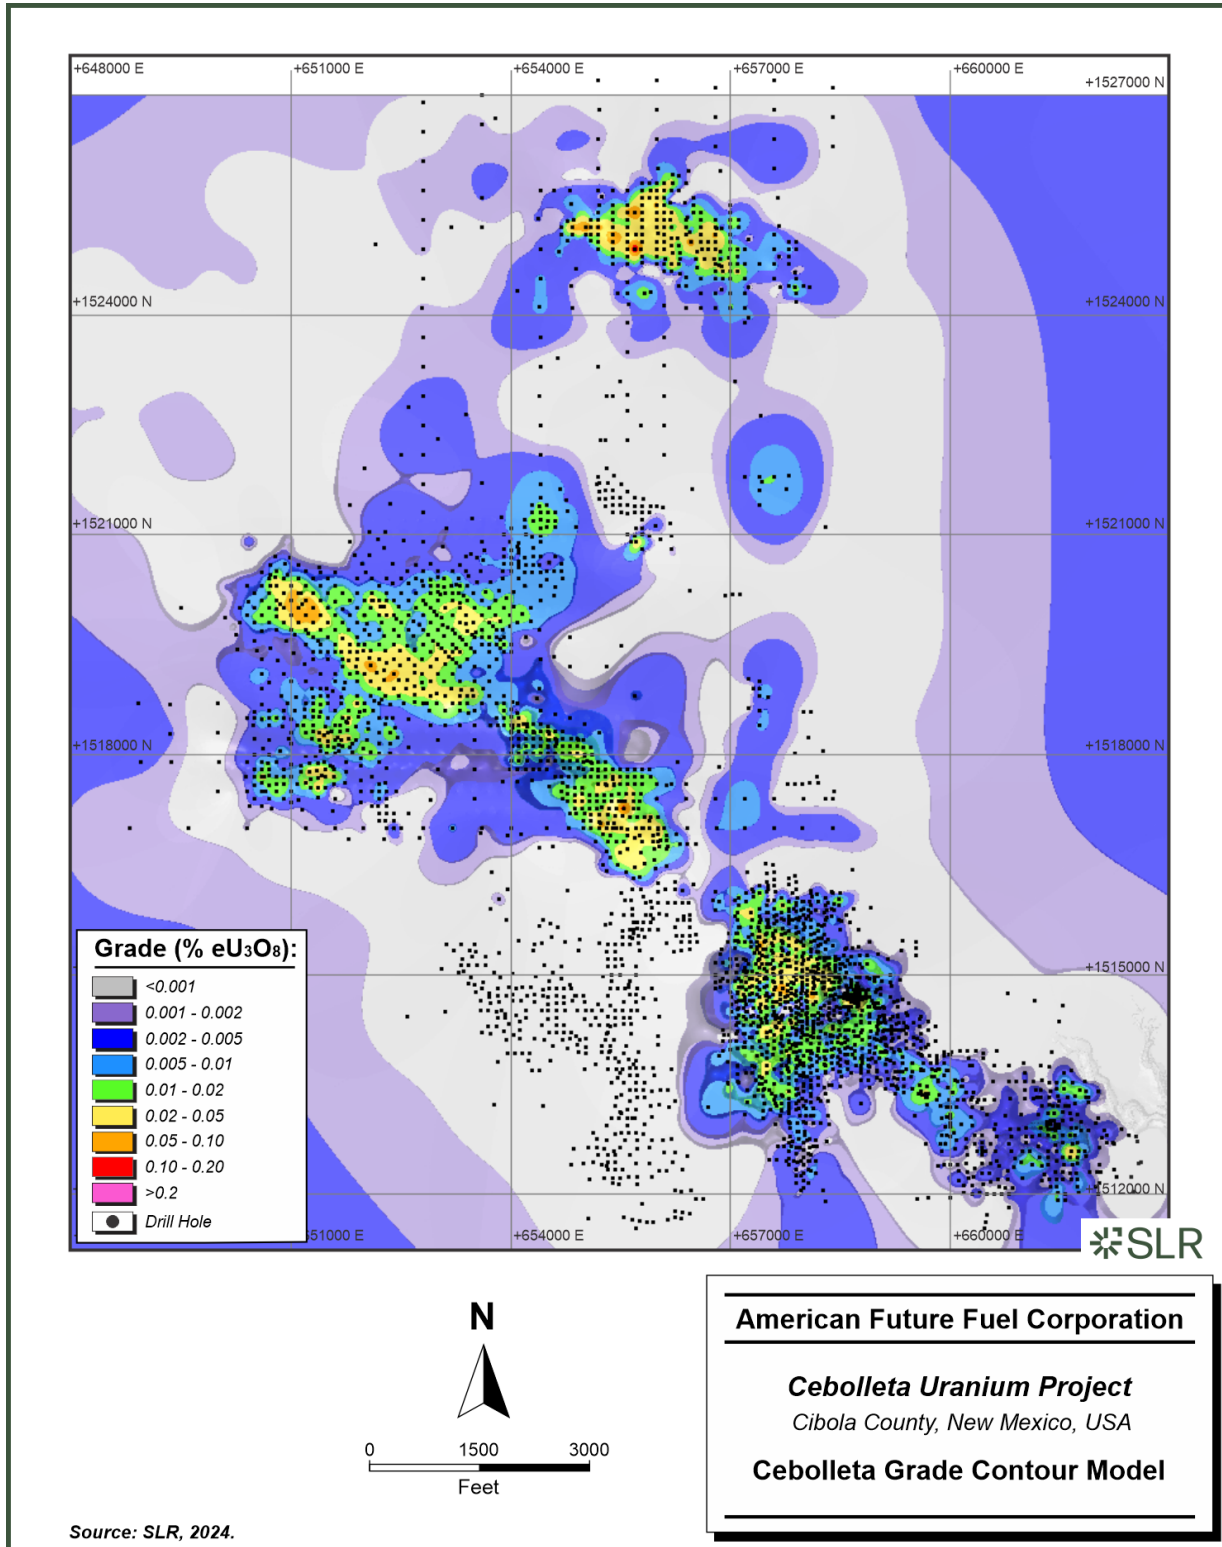 +648000 E
+651000 E
+654000 E
+657000 E
+660000 E
+1527000 N
+1524000 N
+1524000 N
+1521000 N
+1521000 N
+1518000 N
+1518000 N
Grade (% eU3O8):
<0.001
0.001 - 0.002
0.002 - 0.005
0.005 - 0.01
0.01 - 0.02
0.02 - 0.05
0.05 - 0.10
0.10 - 0.20
>0.2
Drill Hole
+1515000 N
+1512000 N
51000 E
+654000 E
+657000 E
+660000 E
SLR
N
0 1500 3000
Feet
American Future Fuel Corporation
Cebolleta Uranium Project
Cibola County, New Mexico, USA
Cebolleta Grade Contour Model
Source: SLR, 2024.